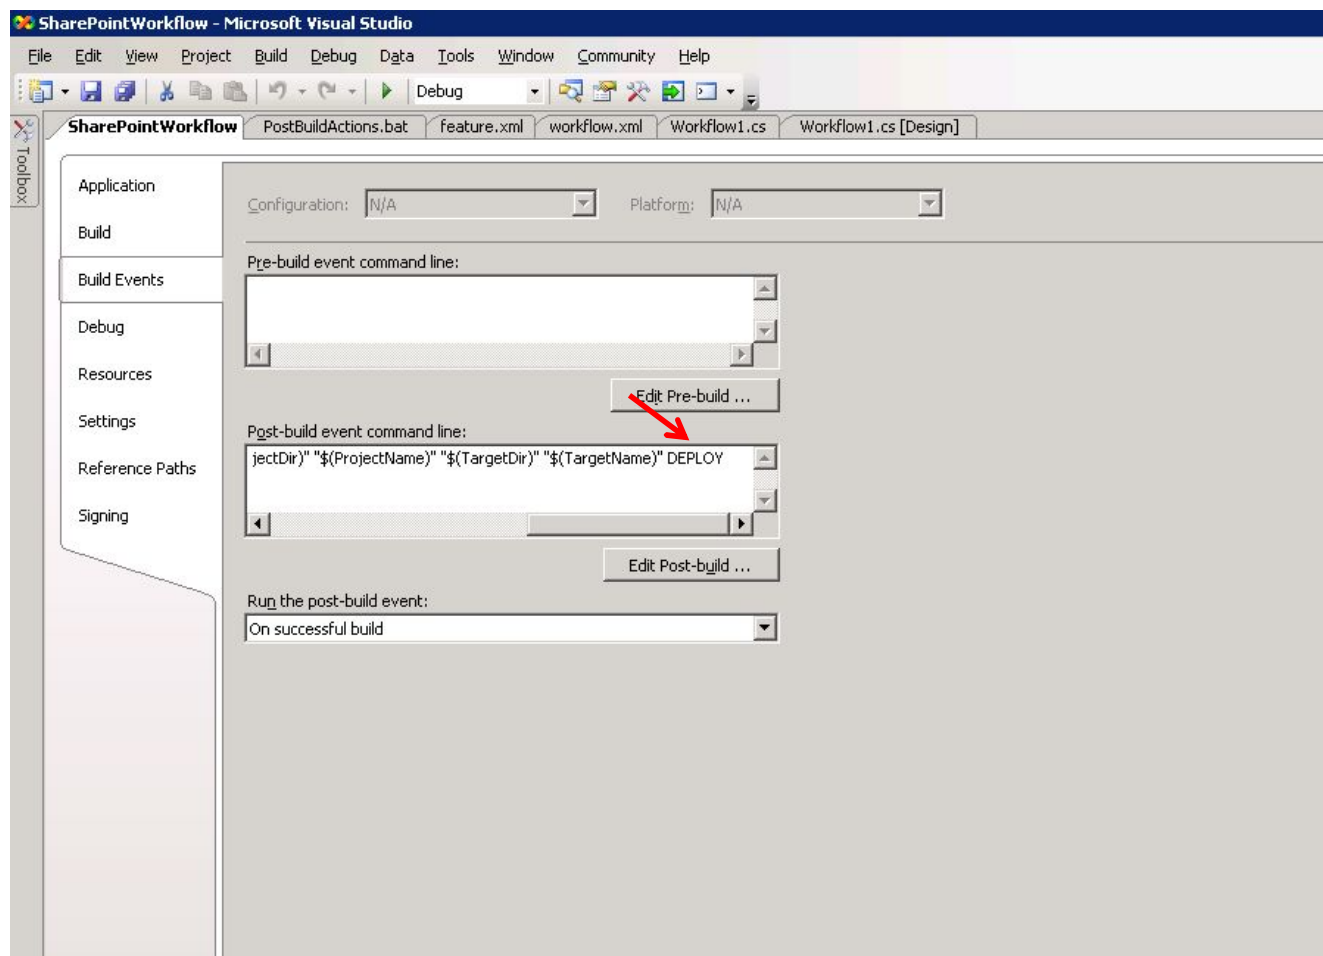 SharePointWorkflow - Microsoft Visual Studio
File Edit View Project Build Debug Data Tools Window Community Help
Debug
Toolbox
SharePointWorkflow PostBuildActions.bat feature.xml workflow.xml Workflow1.cs Workflow1.cs [Design]
Application
Build
Build Events
Debug
Resources
Settings
Reference Paths
Signing
Configuration: N/A Platform: N/A
Pre-build event command line:
Edit Pre-build ...
Post-build event command line:
jectDir)" "$(ProjectName)" "$(TargetDir)" "$(TargetName)" DEPLOY
Edit Post-build ...
Run the post-build event:
On successful build